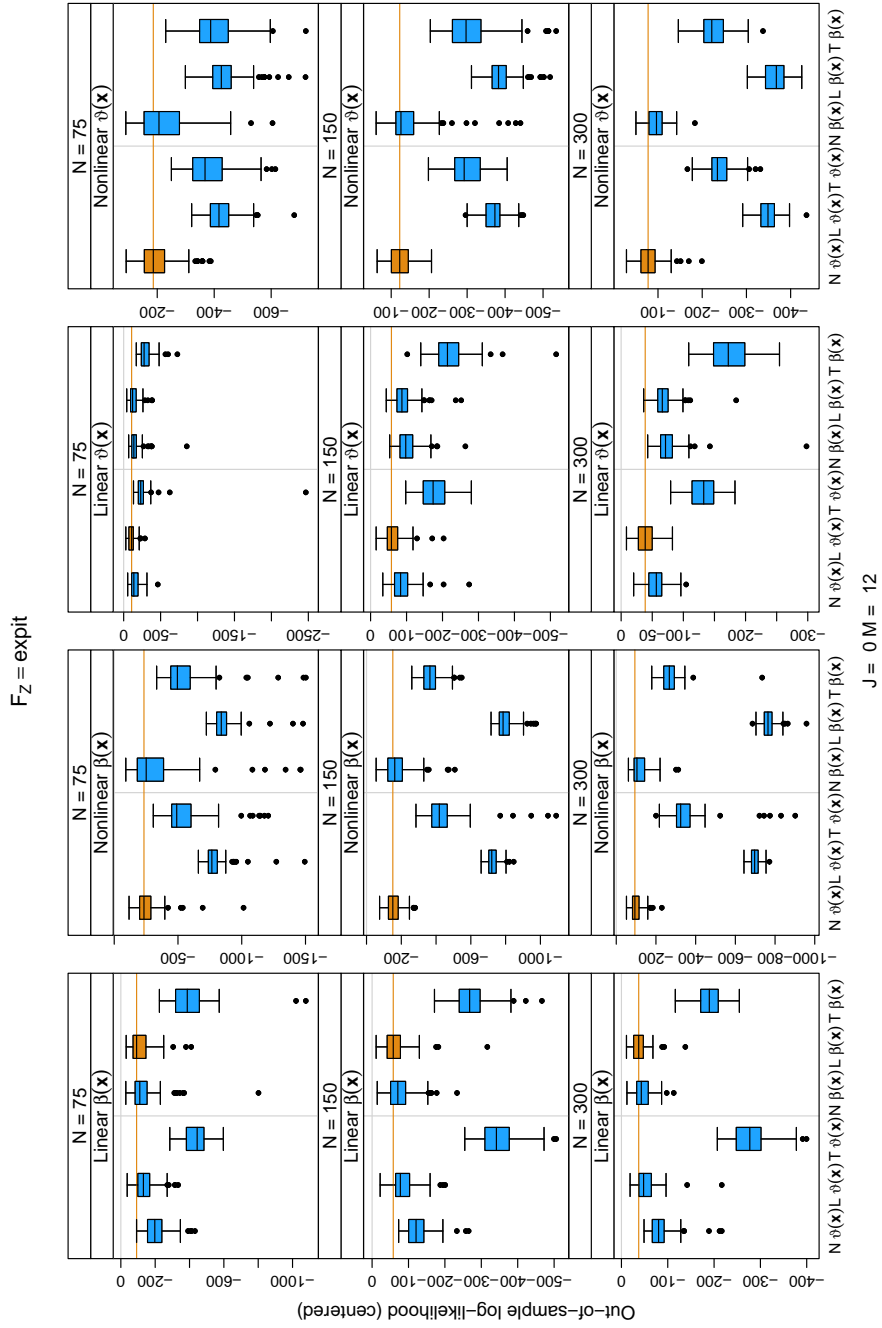 F_Z = expit
Out−of−sample log−likelihood (centered)
N = 75
Linear β(x)
0 −200 −600 −1000
N = 75
Nonlinear β(x)
−500 −1000 −1500
N = 75
Linear ϑ(x)
0 −500 −1500 −2500
N = 75
Nonlinear ϑ(x)
−200 −400 −600
N = 150
Linear β(x)
0 −100 −200 −300 −400 −500
N = 150
Nonlinear β(x)
−200 −600 −1000
N = 150
Linear ϑ(x)
0 −100 −200 −300 −400 −500
N = 150
Nonlinear ϑ(x)
−100 −200 −300 −400 −500
N = 300
Linear β(x)
0 −100 −200 −300 −400
N = 300
Nonlinear β(x)
−200 −400 −600 −800 −1000
N = 300
Linear ϑ(x)
0 −50 −100 −200 −300
N = 300
Nonlinear ϑ(x)
−100 −200 −300 −400
N ϑ(x) L ϑ(x) T ϑ(x) N β(x) L β(x) T β(x)
N ϑ(x) L ϑ(x) T ϑ(x) N β(x) L β(x) T β(x)
N ϑ(x) L ϑ(x) T ϑ(x) N β(x) L β(x) T β(x)
N ϑ(x) L ϑ(x) T ϑ(x) N β(x) L β(x) T β(x)
J = 0 M = 12